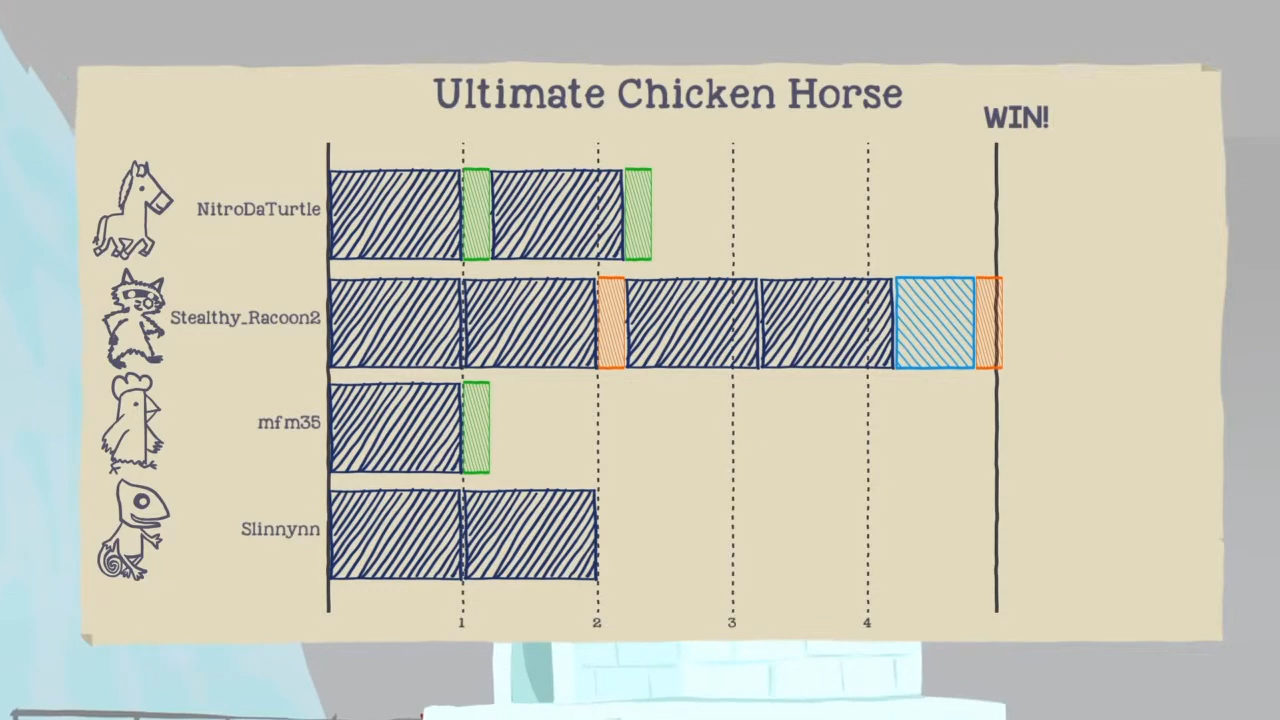 Ultimate Chicken Horse
WIN!
NitroDaTurtle
Stealthy_Racoon2
mfm35
Slinnynn
1 2 3 4